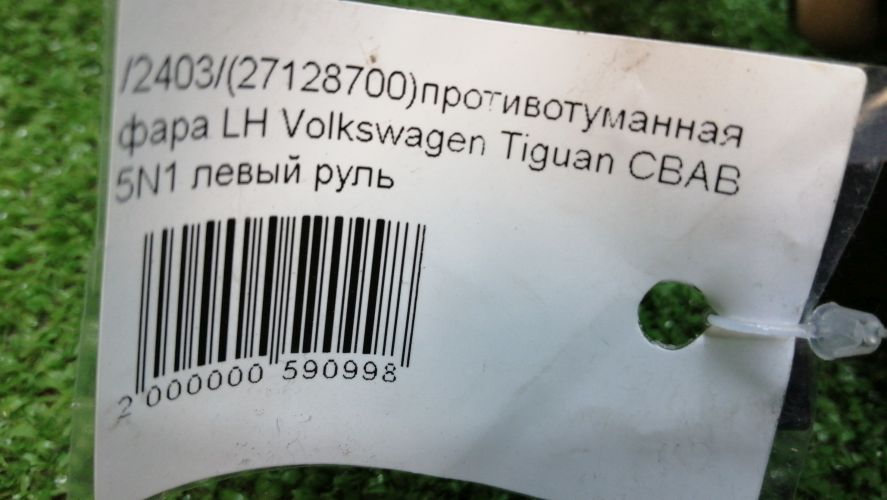 /2403/(27128700)противотуманная
фара LH Volkswagen Tiguan CBAB
5N1 левый руль
2 000000 590998